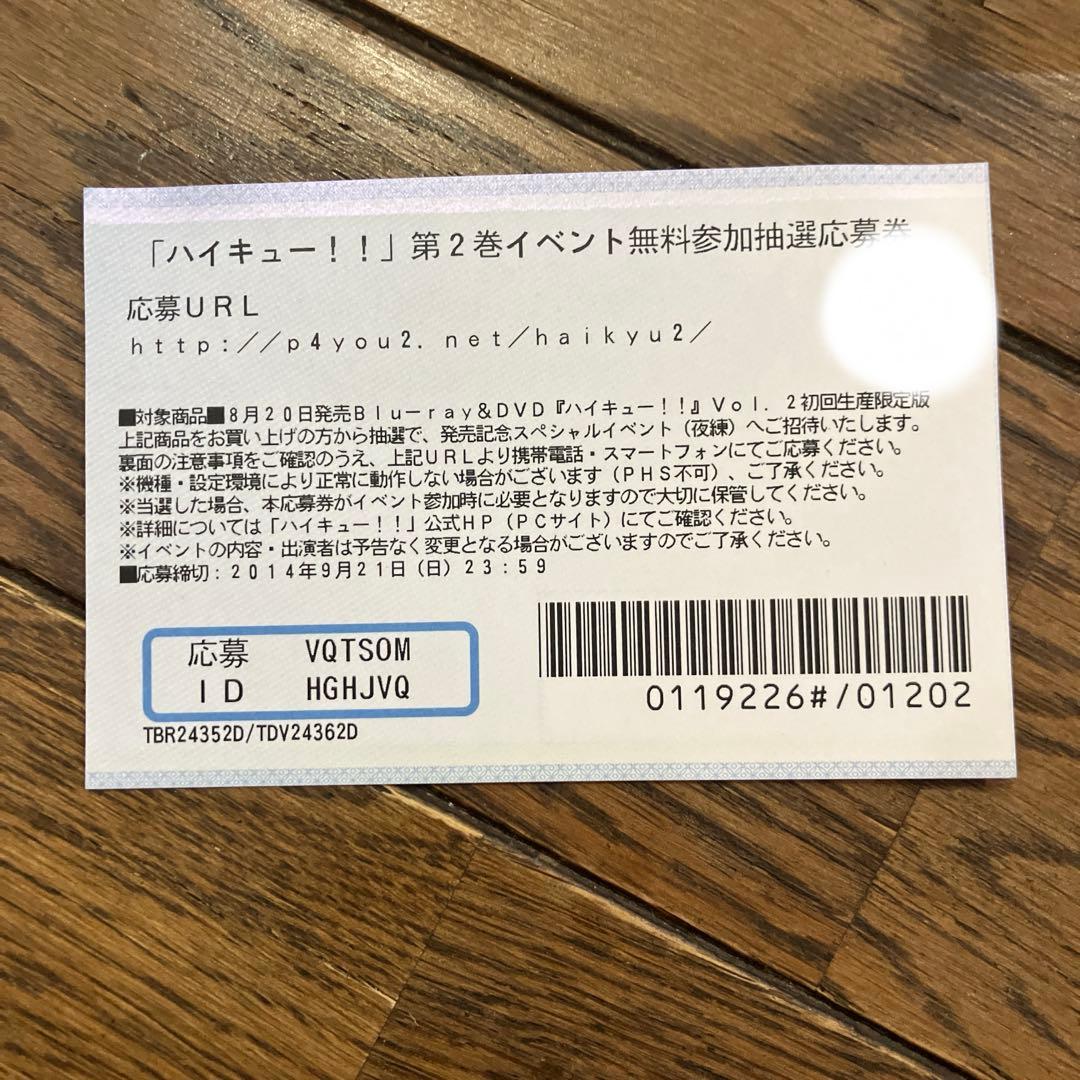 「ハイキュー！！」第２巻イベント無料参加抽選応募券
応募ＵＲＬ
ｈｔｔｐ：／／ｐ４ｙｏｕ２．ｎｅｔ／ｈａｉｋｙｕ２／
■対象商品■８月２０日発売Ｂｌｕ－ｒａｙ＆ＤＶＤ『ハイキュー！！』Ｖｏｌ．２初回生産限定版
上記商品をお買い上げの方から抽選で、発売記念スペシャルイベント（夜練）へご招待いたします。
裏面の注意事項をご確認のうえ、上記ＵＲＬより携帯電話・スマートフォンにてご応募ください。
※機種・設定環境により正常に動作しない場合がございます（ＰＨＳ不可）、ご了承ください。
※当選した場合、本応募券がイベント参加時に必要となりますので大切に保管してください。
※詳細については「ハイキュー！！」公式ＨＰ（ＰＣサイト）にてご確認ください。
※イベントの内容・出演者は予告なく変更となる場合がございますのでご了承ください。
■応募締切：２０１４年９月２１日（日）２３：５９
応募 VQTSOM
ＩＤ HGHJVQ
TBR24352D/TDV24362D
0119226#/01202